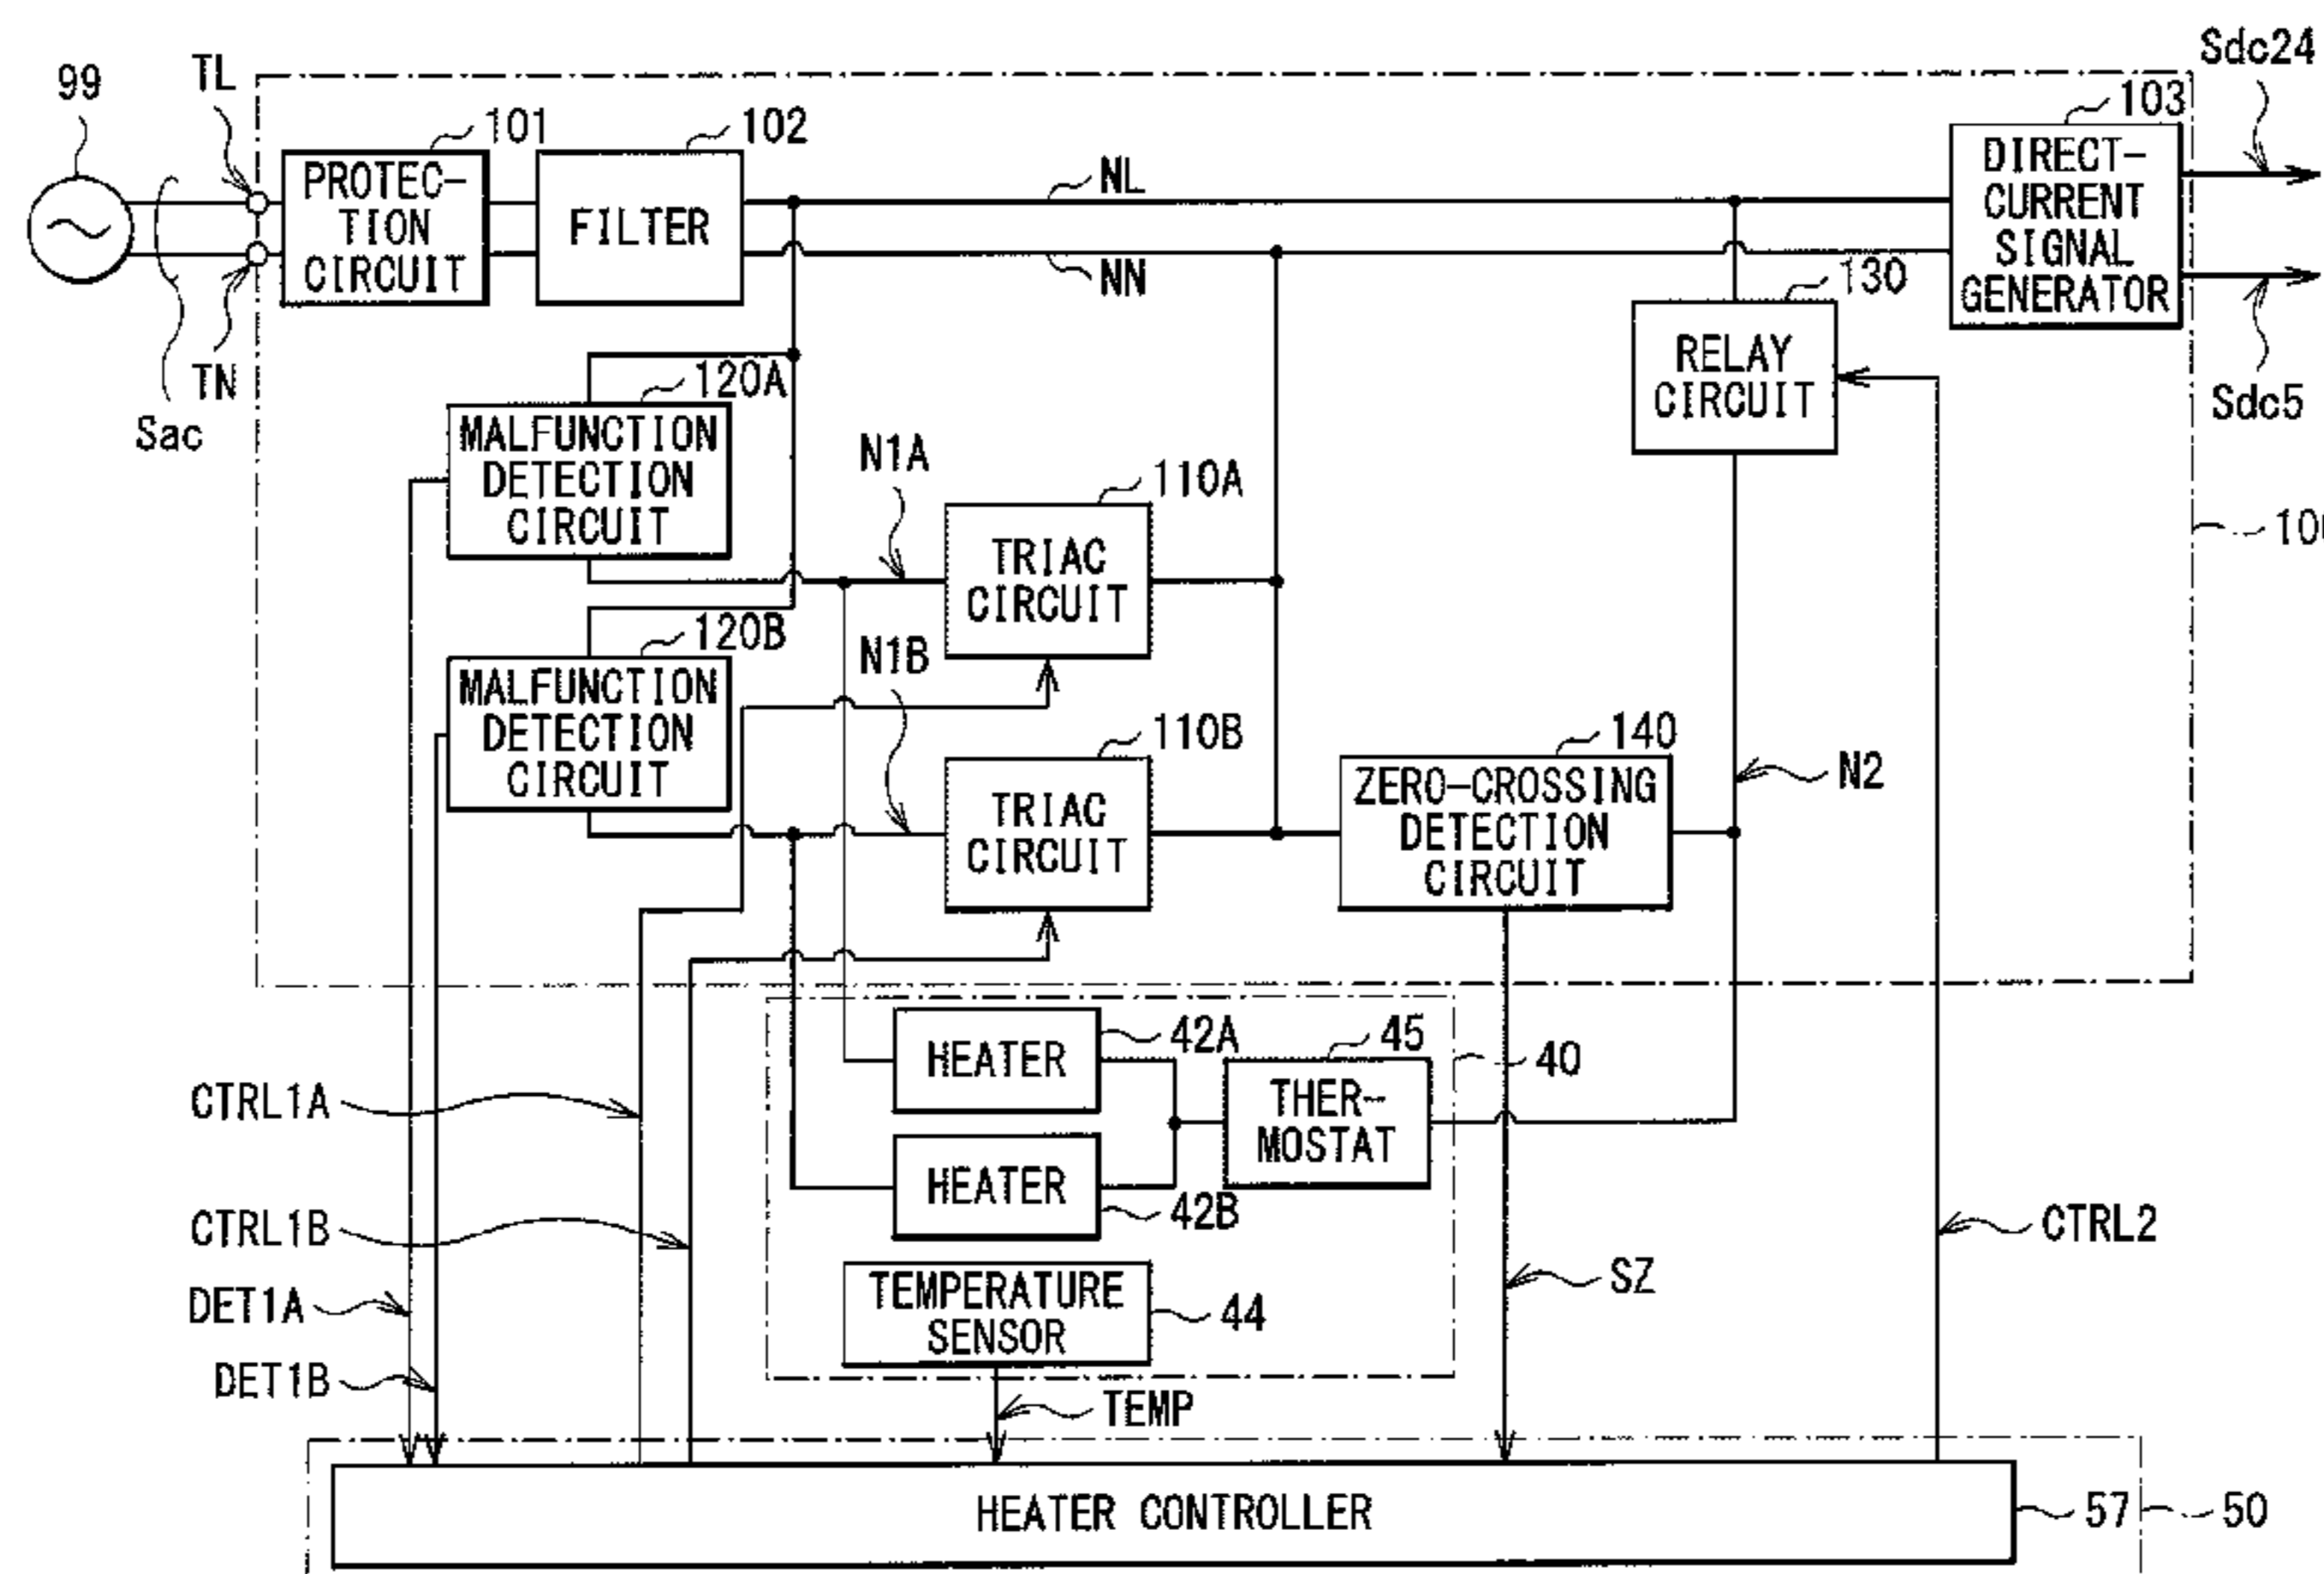 Sdc24
99
TL
101
102
103
PROTEC-
TION
CIRCUIT
FILTER
NL
NN
DIRECT-
CURRENT
SIGNAL
GENERATOR
130
RELAY
CIRCUIT
Sdc5
TN
Sac
120A
MALFUNCTION
DETECTION
CIRCUIT
N1A
110A
TRIAC
CIRCUIT
120B
MALFUNCTION
DETECTION
CIRCUIT
N1B
110B
TRIAC
CIRCUIT
140
ZERO-CROSSING
DETECTION
CIRCUIT
N2
HEATER
42A
45
THER-
MOSTAT
40
HEATER
42B
CTRL1A
CTRL1B
CTRL2
DET1A
DET1B
TEMPERATURE
SENSOR
44
SZ
TEMP
HEATER CONTROLLER
57
50